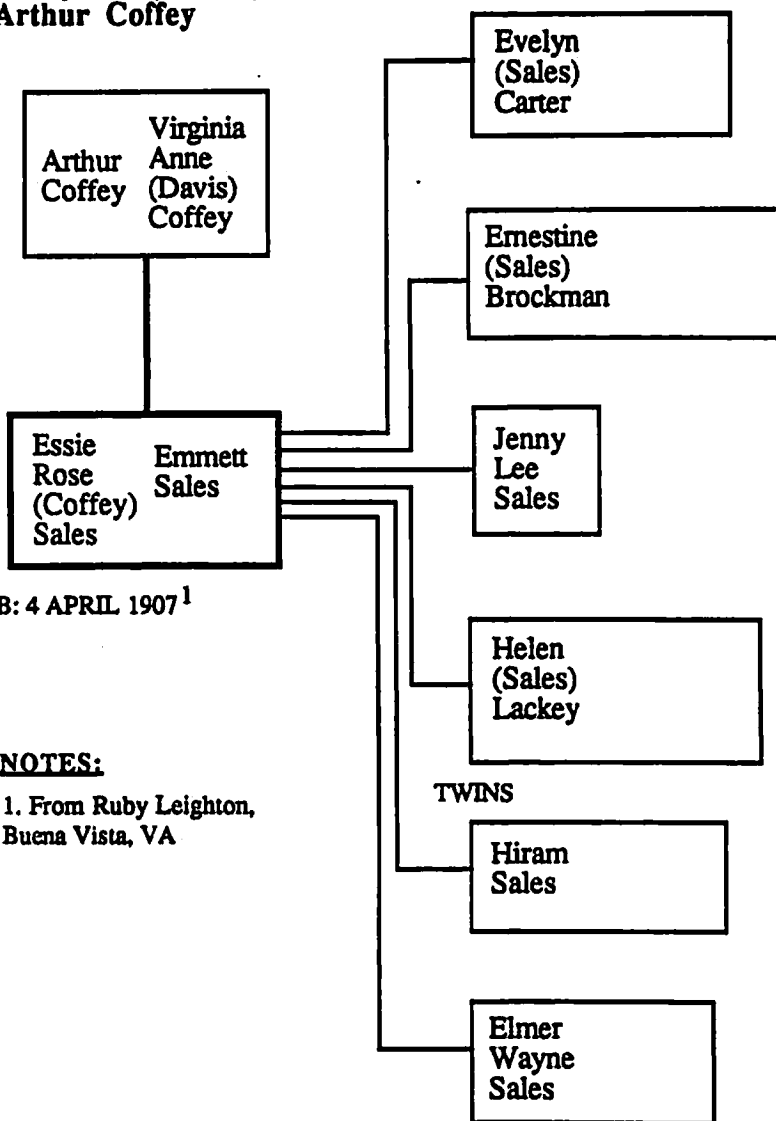 Arthur Coffey
Arthur
Coffey
Virginia
Anne
(Davis)
Coffey
Essie
Rose
(Coffey)
Sales
Emmett
Sales
B: 4 APRIL 1907 1
NOTES:
1. From Ruby Leighton,
Buena Vista, VA
Evelyn
(Sales)
Carter
Ernestine
(Sales)
Brockman
Jenny
Lee
Sales
Helen
(Sales)
Lackey
TWINS
Hiram
Sales
Elmer
Wayne
Sales